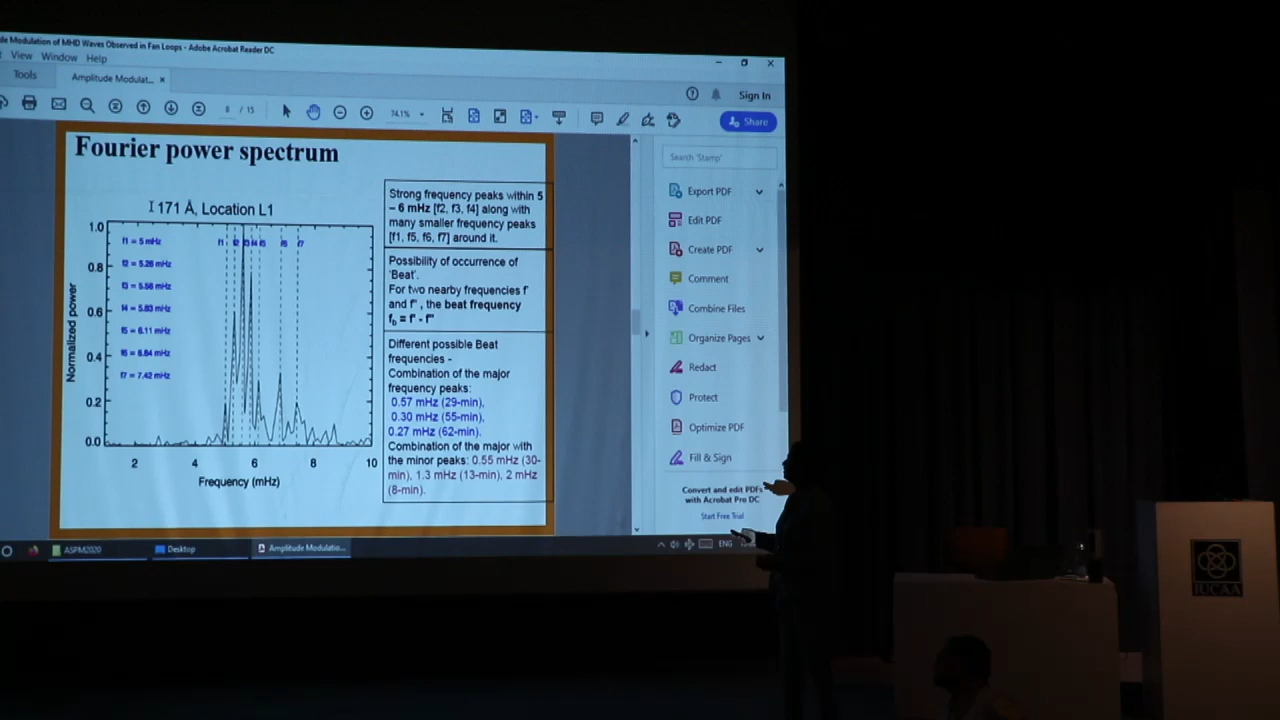 de Modulation of MHD Waves Observed in Fan Loops - Adobe Acrobat Reader DC
View Window Help
Tools
Amplitude Modulat... ×
Sign In
8 / 15
74.1%
Share
Fourier power spectrum
171 Å, Location L1
Normalized power
1.0
0.8
0.6
0.4
0.2
0.0
f1 = 5 mHz
f2 = 5.26 mHz
f3 = 5.56 mHz
f4 = 5.83 mHz
f5 = 6.11 mHz
f6 = 6.84 mHz
f7 = 7.42 mHz
f1 f2 f3 f4 f5 f6 f7
2 4 6 8 10
Frequency (mHz)
Strong frequency peaks within 5
– 6 mHz [f2, f3, f4] along with
many smaller frequency peaks
[f1, f5, f6, f7] around it.
Possibility of occurrence of
'Beat'.
For two nearby frequencies f'
and f'' , the beat frequency
fb = f' - f''
Different possible Beat
frequencies -
Combination of the major
frequency peaks:
0.57 mHz (29-min),
0.30 mHz (55-min),
0.27 mHz (62-min).
Combination of the major with
the minor peaks: 0.55 mHz (30-
min), 1.3 mHz (13-min), 2 mHz
(8-min).
Search 'Stamp'
Export PDF
Edit PDF
Create PDF
Comment
Combine Files
Organize Pages
Redact
Protect
Optimize PDF
Fill & Sign
Convert and edit PDFs
with Acrobat Pro DC
Start Free Trial
ASPM2020
Desktop
Amplitude Modulatio...
ENG
IUCAA